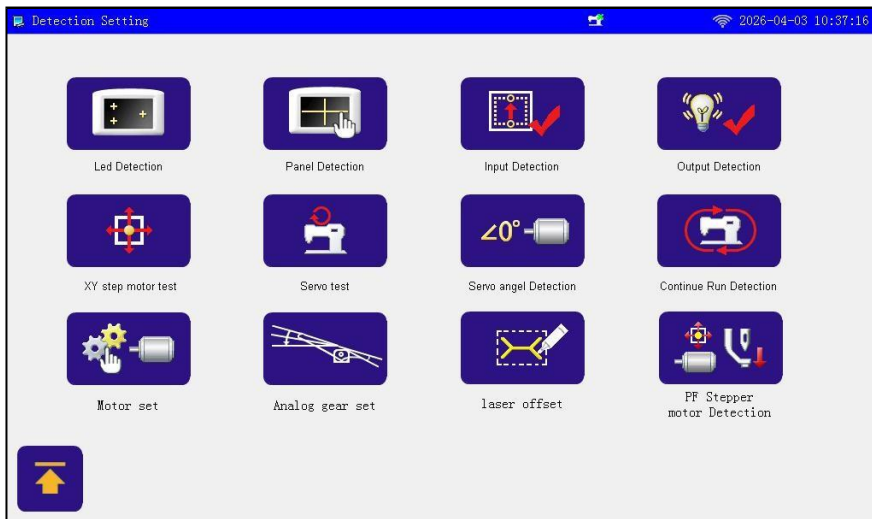 Detection Setting 2026-04-03 10:37:16
Led Detection Panel Detection Input Detection Output Detection
∠0°
XY step motor test Servo test Servo angel Detection Continue Run Detection
Motor set Analog gear set laser offset PF Stepper
motor Detection